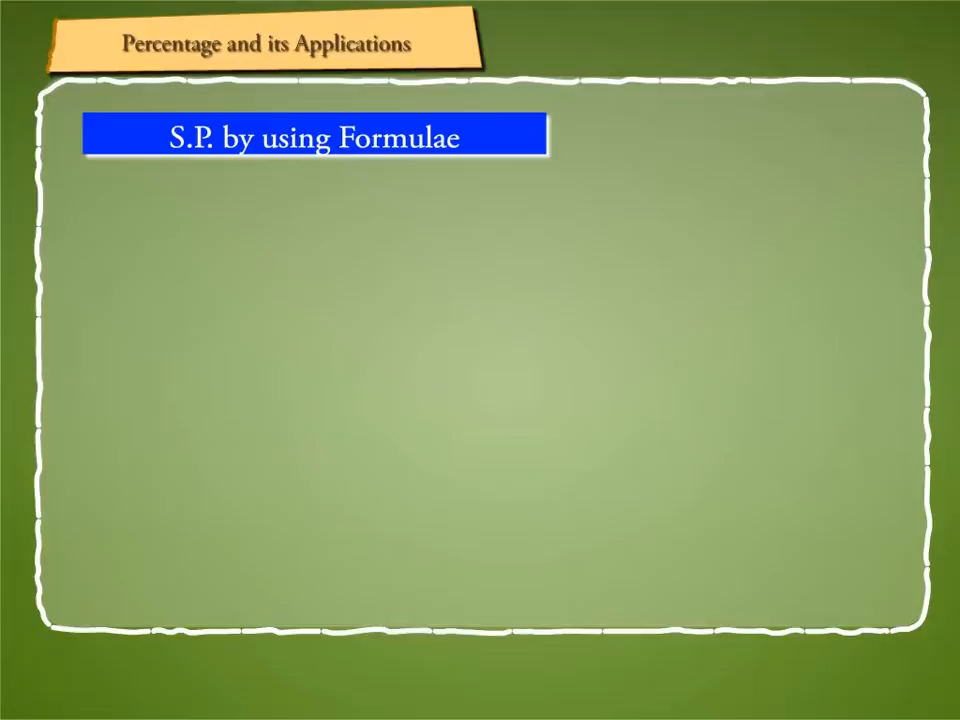 Percentage and its Applications
S.P. by using Formulae